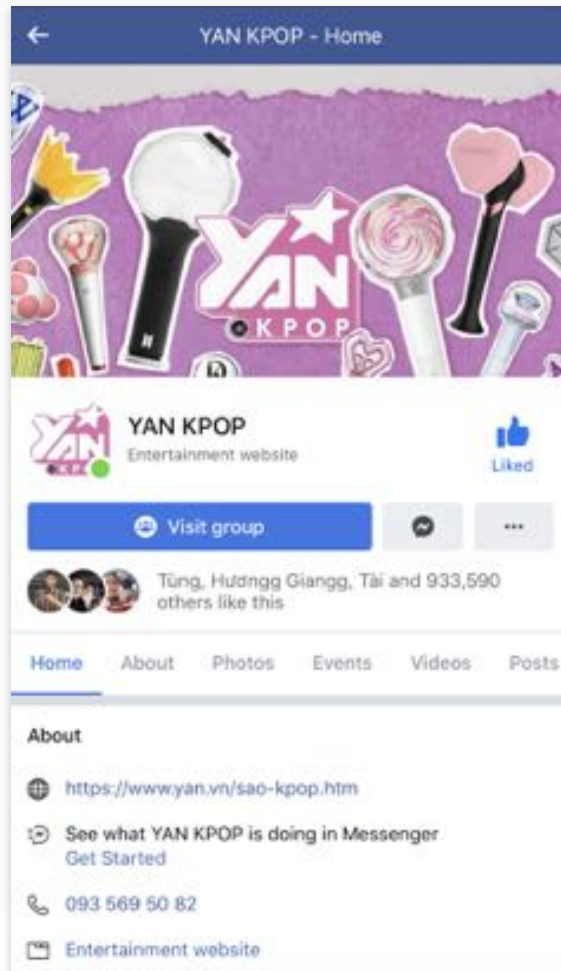 YAN KPOP - Home
YAN
KPOP
YAN KPOP
Entertainment website
Liked
Visit group
Tùng, Hươngg Giangg, Tài and 933,590
others like this
Home About Photos Events Videos Posts
About
https://www.yan.vn/sao-kpop.htm
See what YAN KPOP is doing in Messenger
Get Started
093 569 50 82
Entertainment website